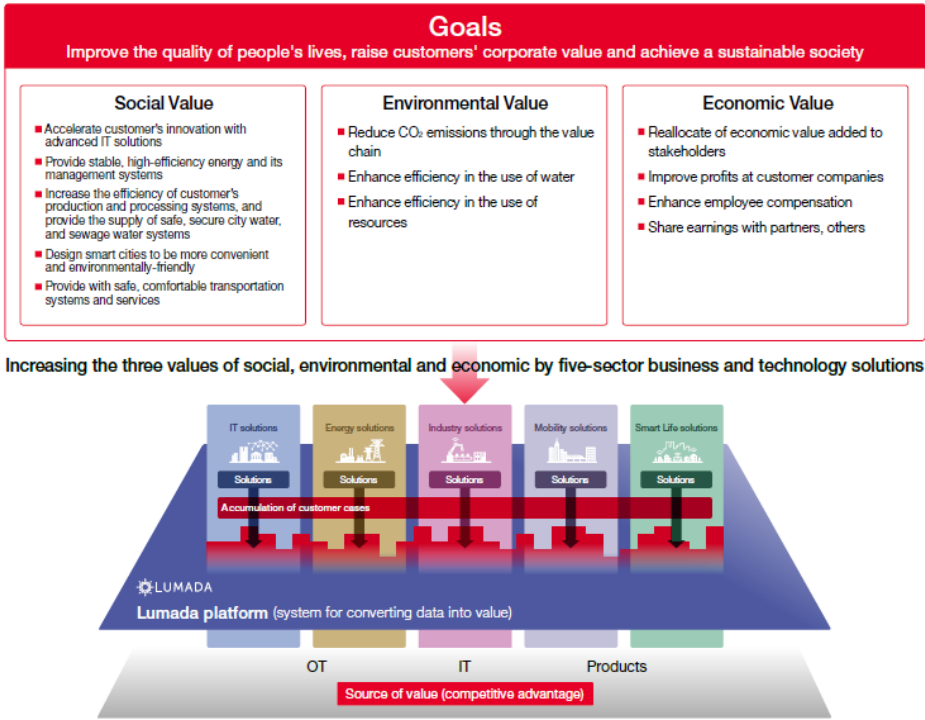 Goals
Improve the quality of people's lives, raise customers' corporate value and achieve a sustainable society
Social Value
Accelerate customer's innovation with
advanced IT solutions
Provide stable, high-efficiency energy and its
management systems
Increase the efficiency of customer's
production and processing systems, and
provide the supply of safe, secure city water,
and sewage water systems
Design smart cities to be more convenient
and environmentally-friendly
Provide with safe, comfortable transportation
systems and services
Environmental Value
Reduce CO₂ emissions through the value
chain
Enhance efficiency in the use of water
Enhance efficiency in the use of
resources
Economic Value
Reallocate of economic value added to
stakeholders
Improve profits at customer companies
Enhance employee compensation
Share earnings with partners, others
Increasing the three values of social, environmental and economic by five-sector business and technology solutions
IT solutions
Energy solutions
Industry solutions
Mobility solutions
Smart Life solutions
Solutions
Solutions
Solutions
Solutions
Solutions
Accumulation of customer cases
LUMADA
Lumada platform (system for converting data into value)
OT
IT
Products
Source of value (competitive advantage)